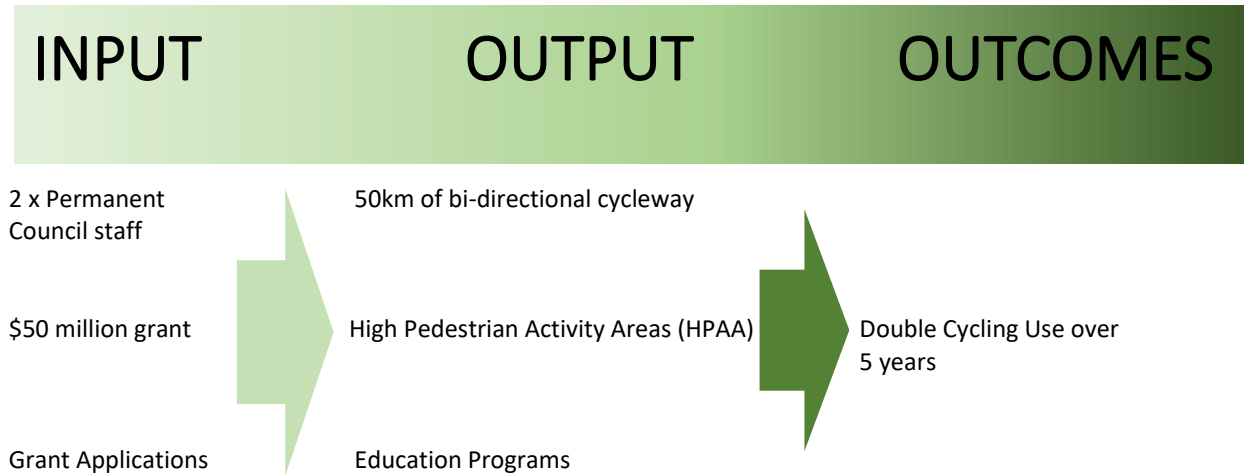 INPUT
OUTPUT
OUTCOMES
2 x Permanent
Council staff
50km of bi-directional cycleway
$50 million grant
High Pedestrian Activity Areas (HPAA)
Double Cycling Use over
5 years
Grant Applications
Education Programs